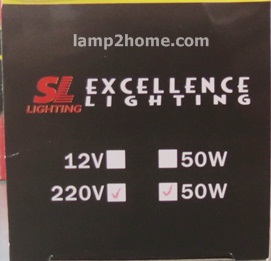 lamp2home.com
SL EXCELLENCE
LIGHTING LIGHTING
12V 50W
220V 50W